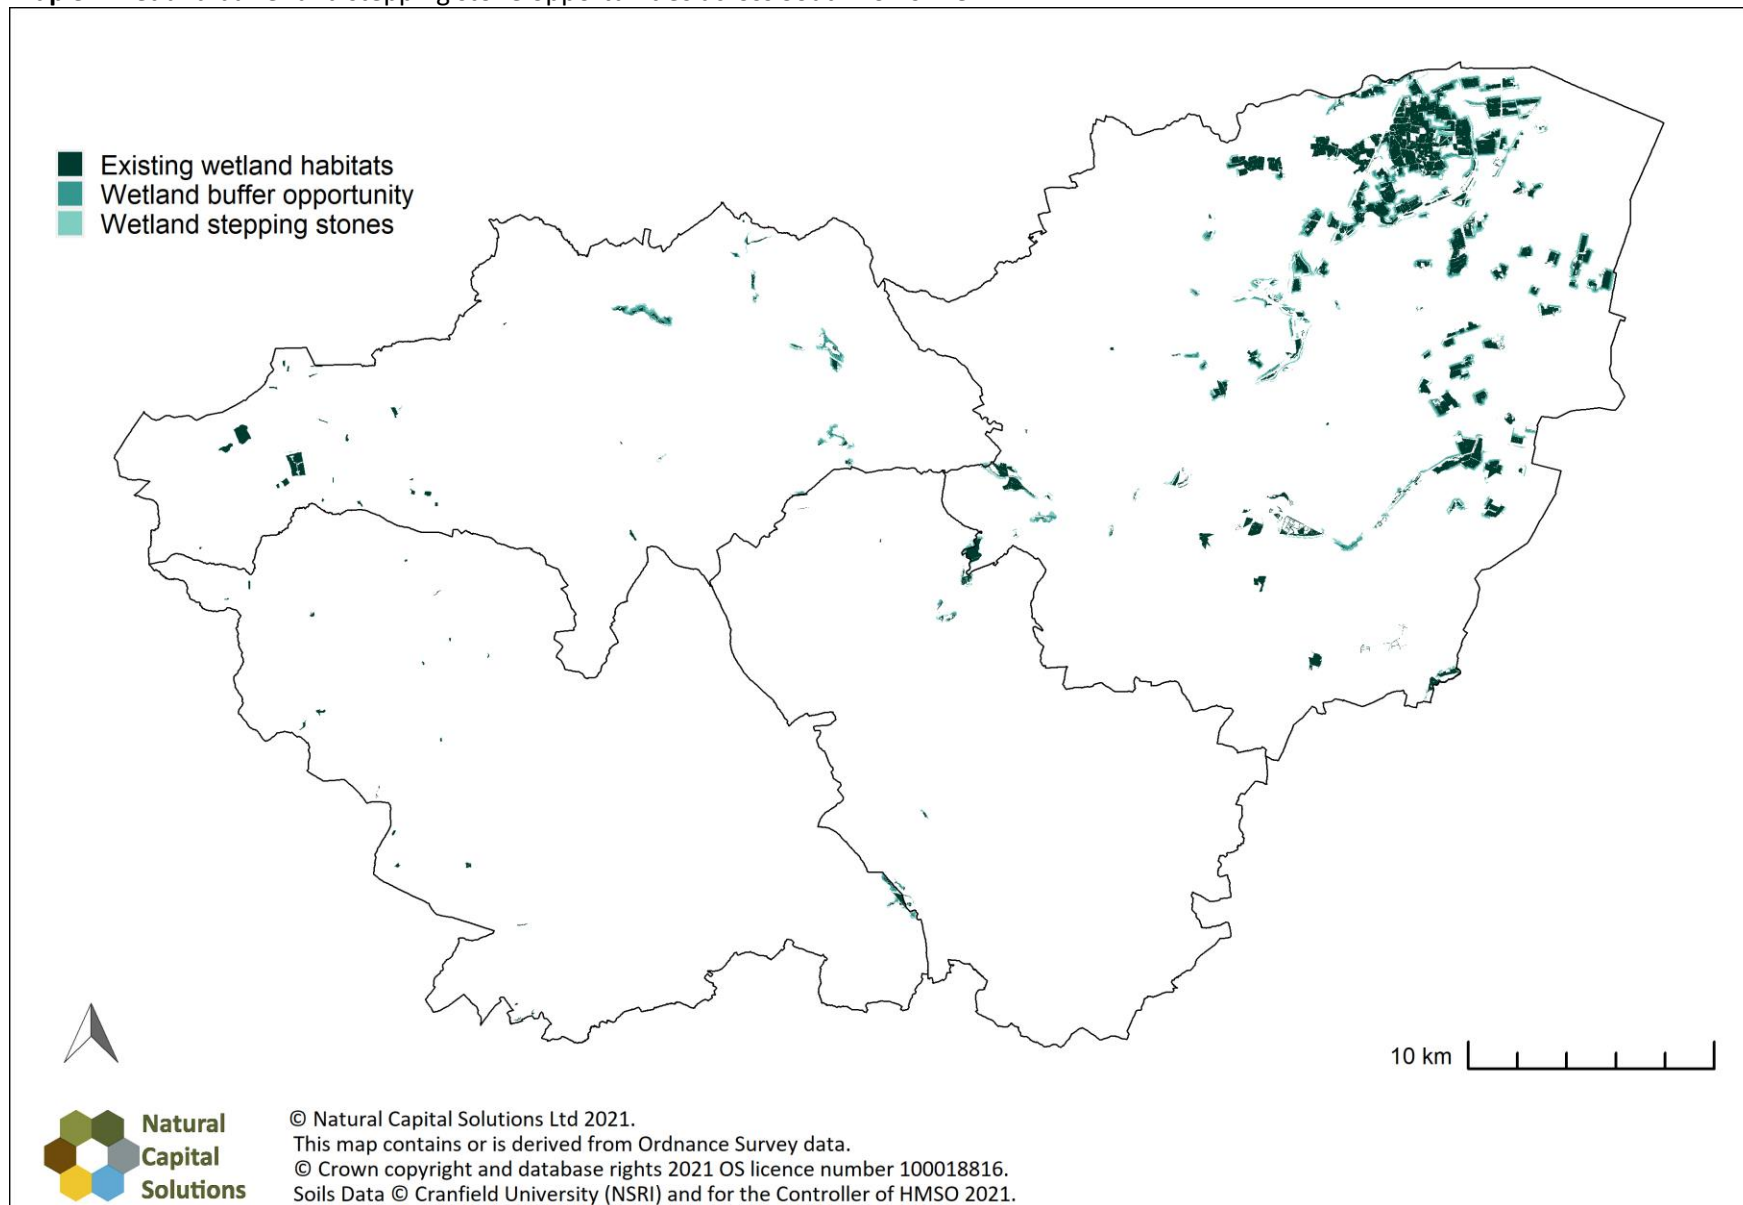 Existing wetland habitats
Wetland buffer opportunity
Wetland stepping stones
10 km
Natural
Capital
Solutions
© Natural Capital Solutions Ltd 2021.
This map contains or is derived from Ordnance Survey data.
© Crown copyright and database rights 2021 OS licence number 100018816.
Soils Data © Cranfield University (NSRI) and for the Controller of HMSO 2021.